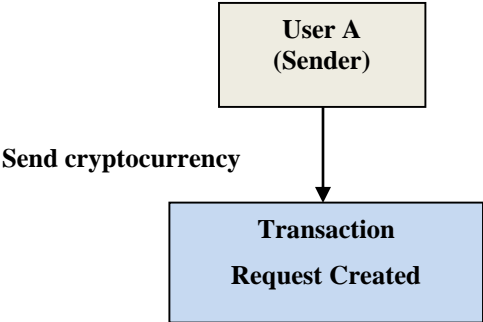 User A
(Sender)
Send cryptocurrency
Transaction
Request Created